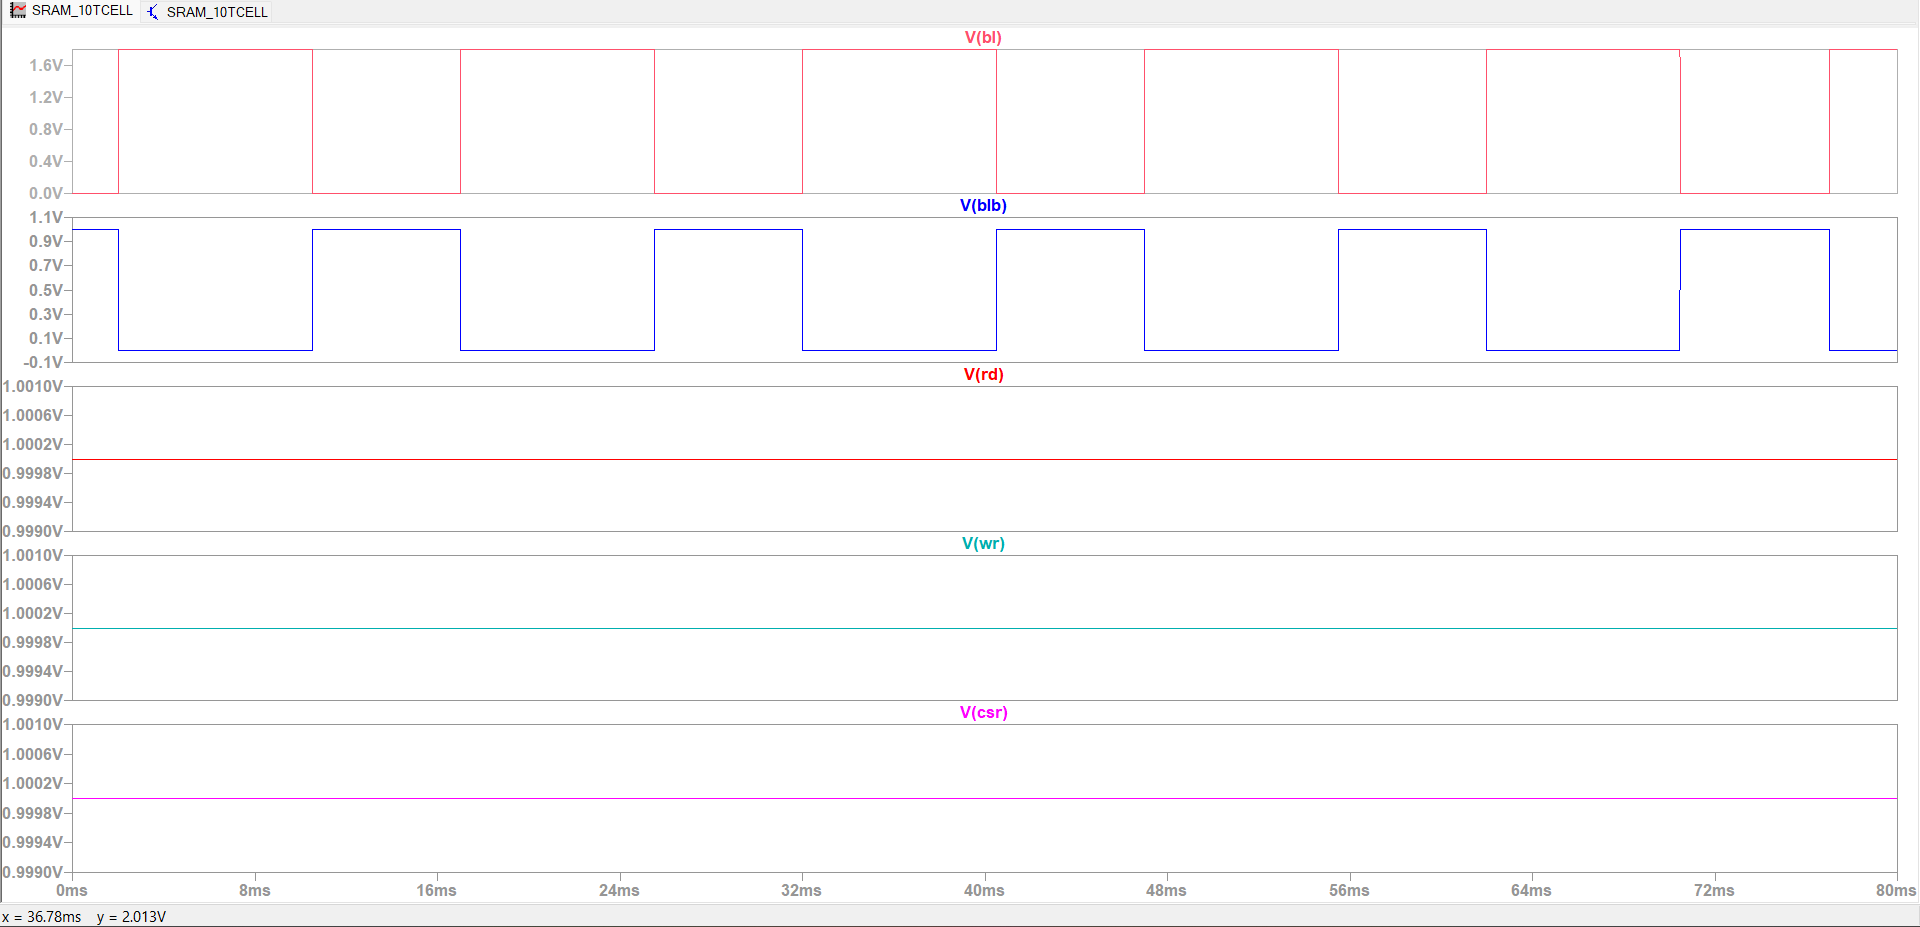 SRAM_10TCELL SRAM_10TCELL
V(bl)
1.6V
1.2V
0.8V
0.4V
0.0V
V(blb)
1.1V
0.9V
0.7V
0.5V
0.3V
0.1V
-0.1V
V(rd)
1.0010V
1.0006V
1.0002V
0.9998V
0.9994V
0.9990V
V(wr)
1.0010V
1.0006V
1.0002V
0.9998V
0.9994V
0.9990V
V(csr)
1.0010V
1.0006V
1.0002V
0.9998V
0.9994V
0.9990V
0ms 8ms 16ms 24ms 32ms 40ms 48ms 56ms 64ms 72ms 80ms
x = 36.78ms y = 2.013V